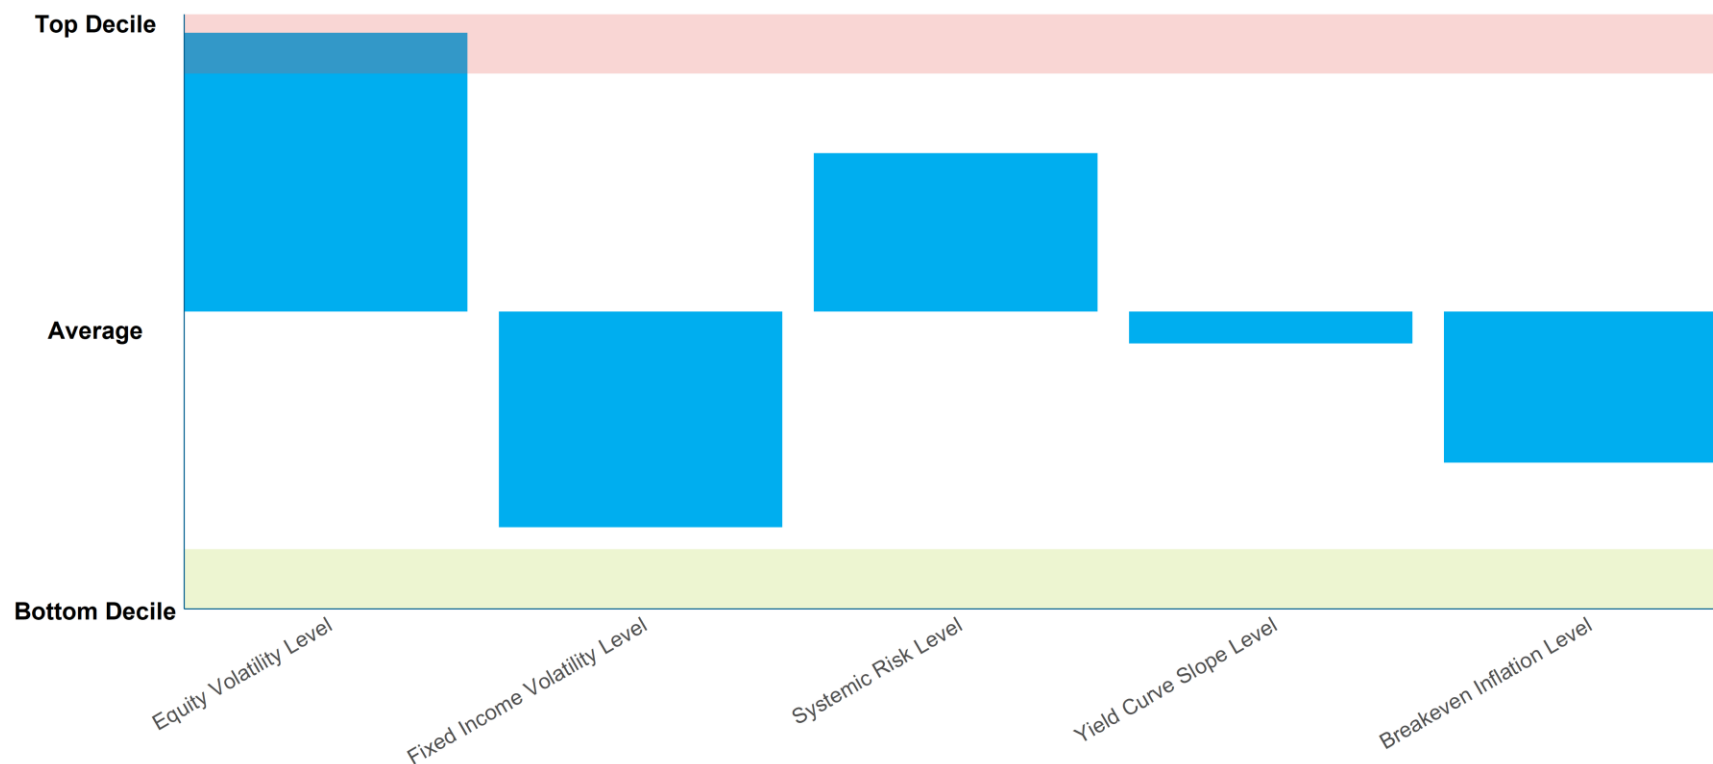 Top Decile
Average
Bottom Decile
Equity Volatility Level
Fixed Income Volatility Level
Systemic Risk Level
Yield Curve Slope Level
Breakeven Inflation Level